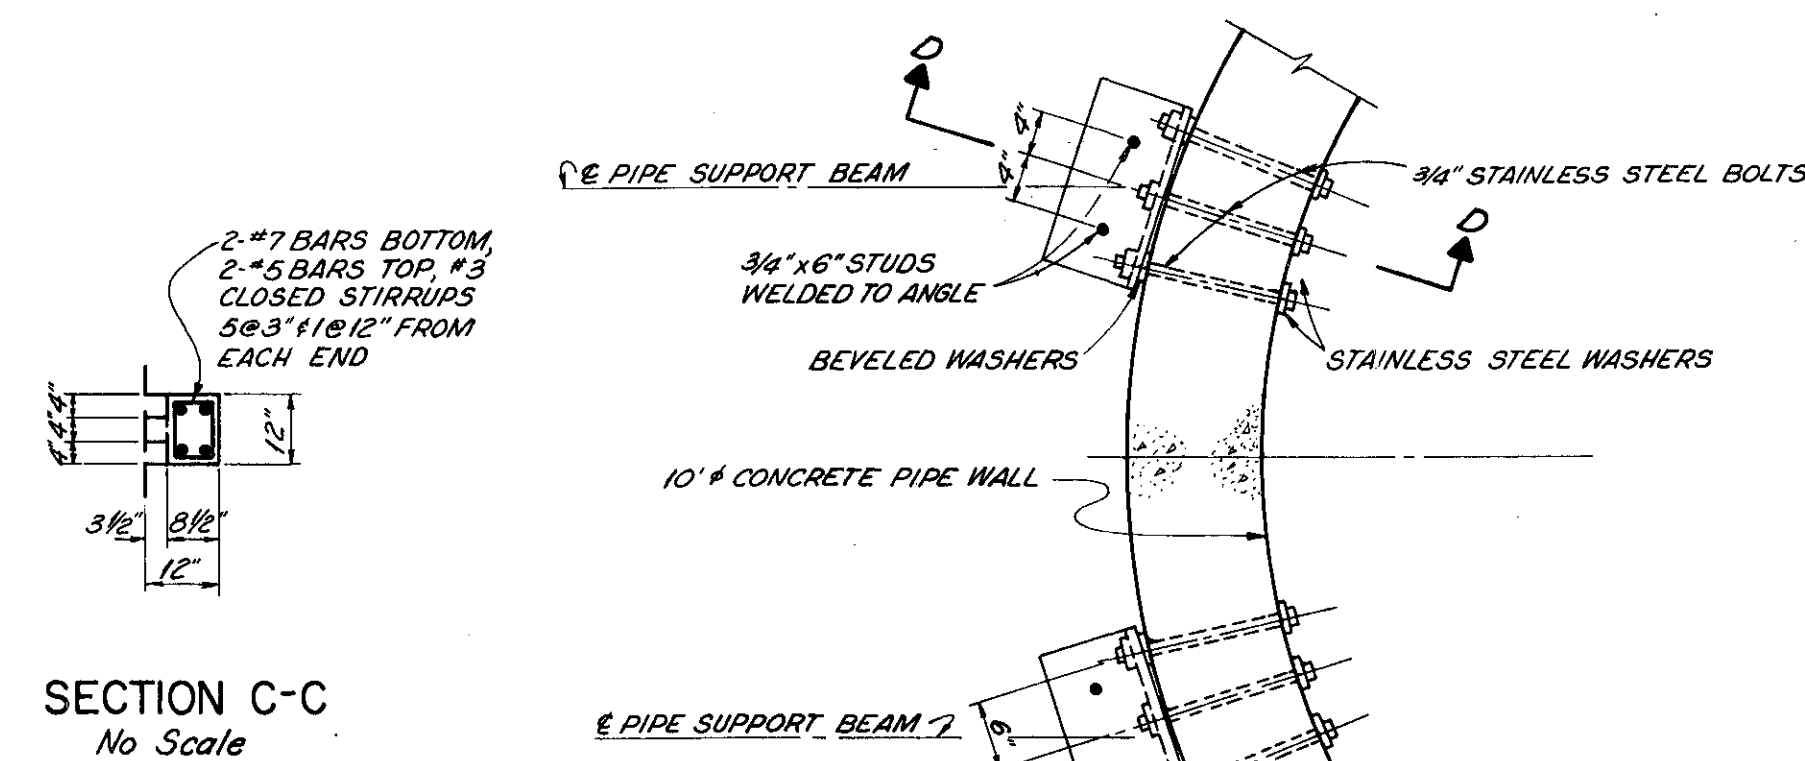 D
4"
4"
℄ PIPE SUPPORT BEAM
3/4" STAINLESS STEEL BOLTS
D
2-#7 BARS BOTTOM,
2-#5 BARS TOP, #3
CLOSED STIRRUPS
5@3" & 1@12" FROM
EACH END
3/4" x 6" STUDS
WELDED TO ANGLE
BEVELED WASHERS
STAINLESS STEEL WASHERS
4" 4" 4"
12"
10' ⌀ CONCRETE PIPE WALL
3 1/2"
8 1/2"
12"
SECTION C-C
No Scale
℄ PIPE SUPPORT BEAM
6"